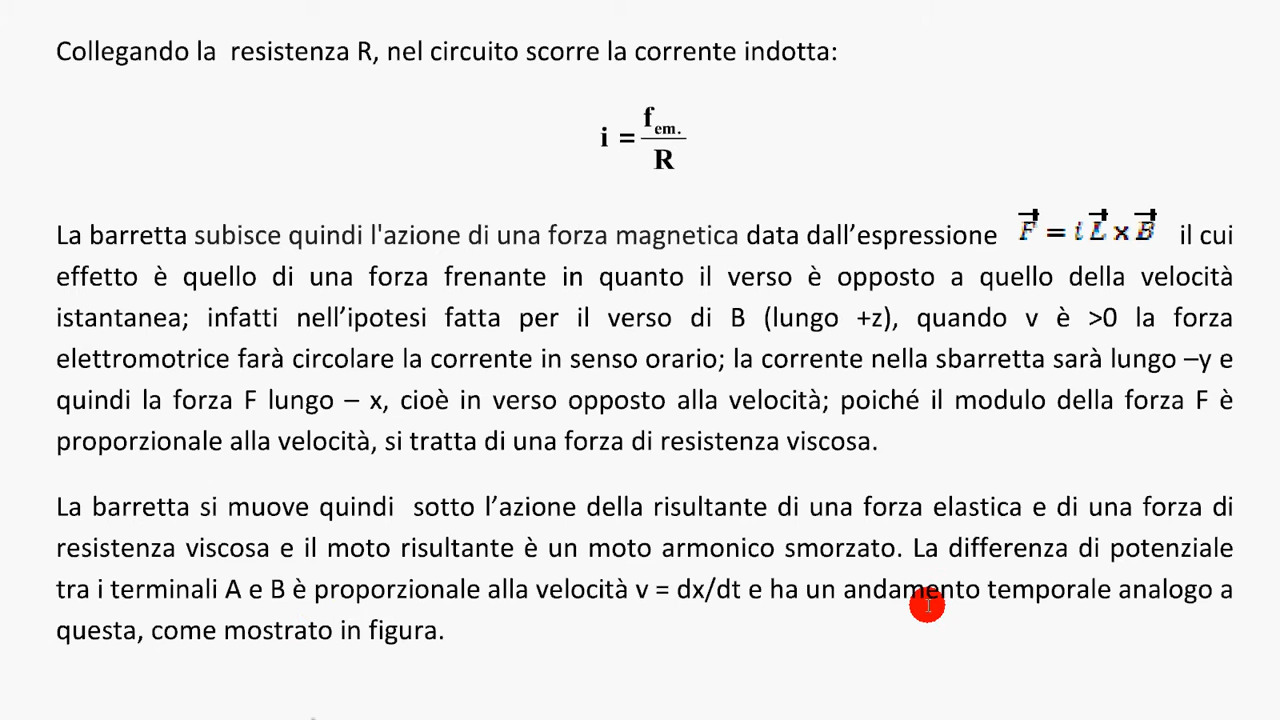 Collegando la resistenza R, nel circuito scorre la corrente indotta:
i = f_em. / R
La barretta subisce quindi l'azione di una forza magnetica data dall’espressione F⃗ = i L⃗ x B⃗ il cui
effetto è quello di una forza frenante in quanto il verso è opposto a quello della velocità
istantanea; infatti nell’ipotesi fatta per il verso di B (lungo +z), quando v è >0 la forza
elettromotrice farà circolare la corrente in senso orario; la corrente nella sbarretta sarà lungo –y e
quindi la forza F lungo – x, cioè in verso opposto alla velocità; poiché il modulo della forza F è
proporzionale alla velocità, si tratta di una forza di resistenza viscosa.
La barretta si muove quindi sotto l’azione della risultante di una forza elastica e di una forza di
resistenza viscosa e il moto risultante è un moto armonico smorzato. La differenza di potenziale
tra i terminali A e B è proporzionale alla velocità v = dx/dt e ha un andamento temporale analogo a
questa, come mostrato in figura.